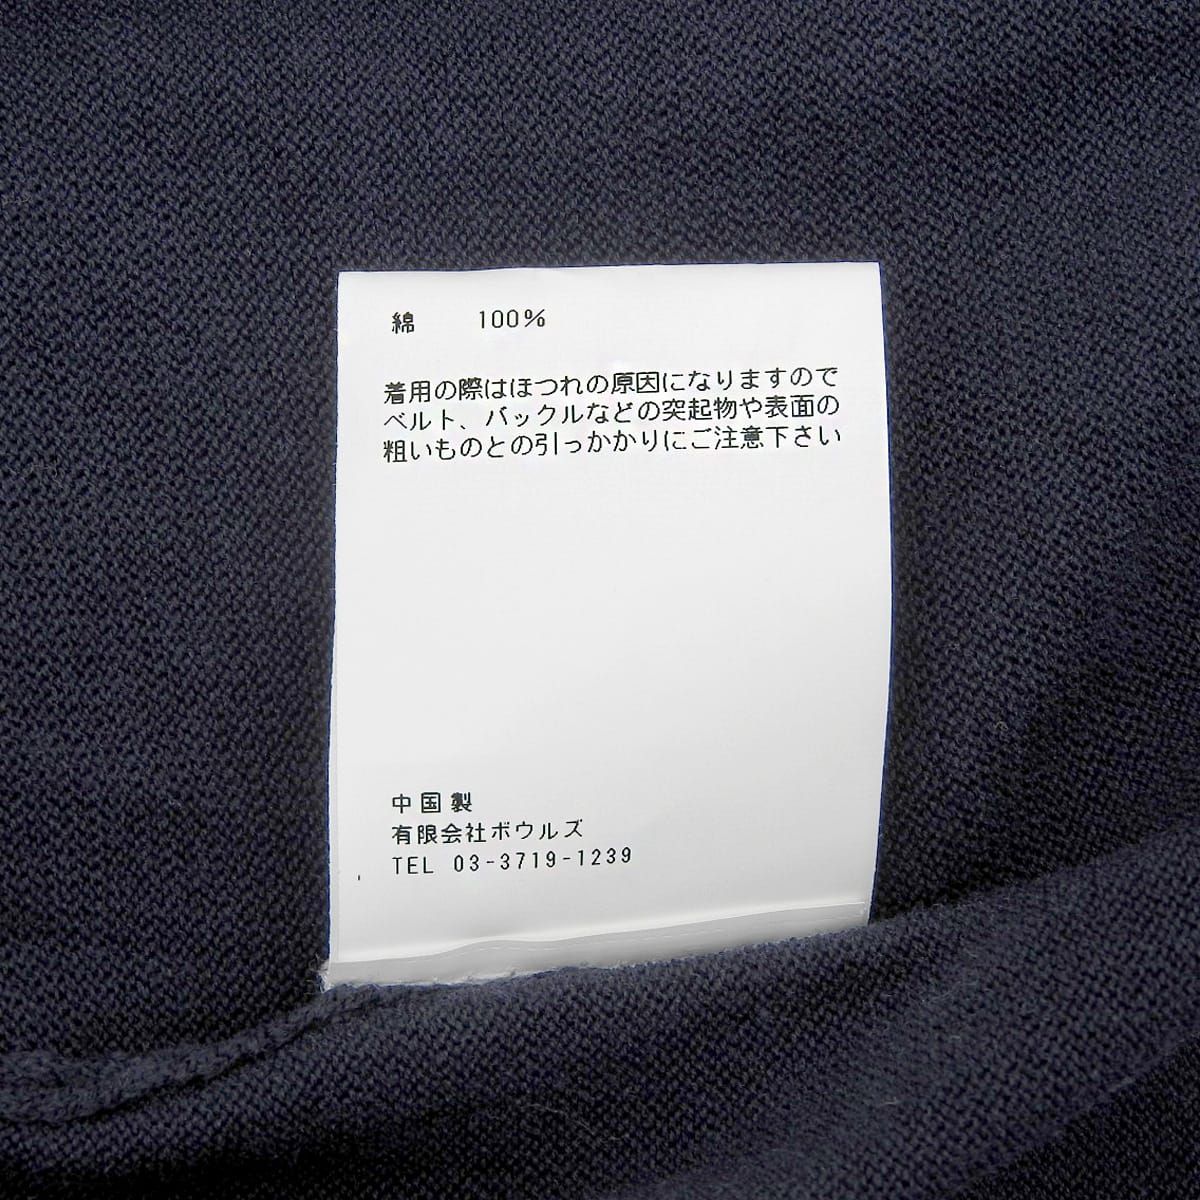 綿 100%
着用の際はほつれの原因になりますので
ベルト、バックルなどの突起物や表面の
粗いものとの引っかかりにご注意下さい
中国製
有限会社ボウルズ
TEL 03-3719-1239